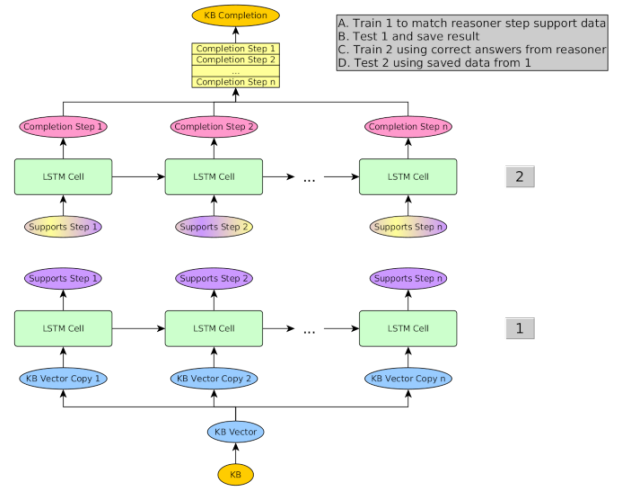 KB Completion
A. Train 1 to match reasoner step support data
B. Test 1 and save result
C. Train 2 using correct answers from reasoner
D. Test 2 using saved data from 1
Completion Step 1
Completion Step 2
...
Completion Step n
Completion Step 1 Completion Step 2 Completion Step n
LSTM Cell LSTM Cell ... LSTM Cell 2
Supports Step 1 Supports Step 2 Supports Step n
Supports Step 1 Supports Step 2 Supports Step n
LSTM Cell LSTM Cell ... LSTM Cell 1
KB Vector Copy 1 KB Vector Copy 2 KB Vector Copy n
KB Vector
KB